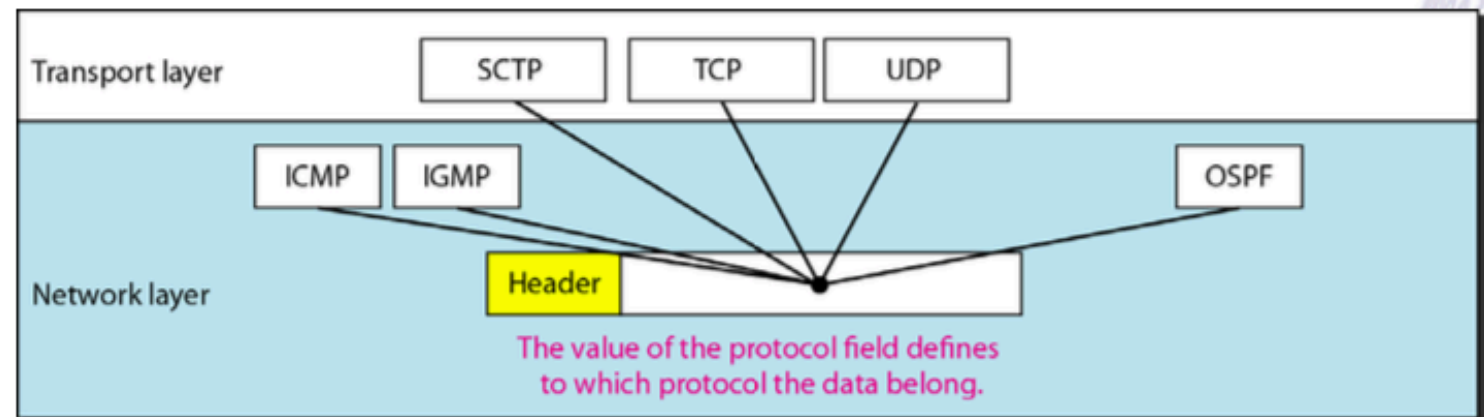 Transport layer
SCTP
TCP
UDP
ICMP
IGMP
OSPF
Network layer
Header
The value of the protocol field defines
to which protocol the data belong.